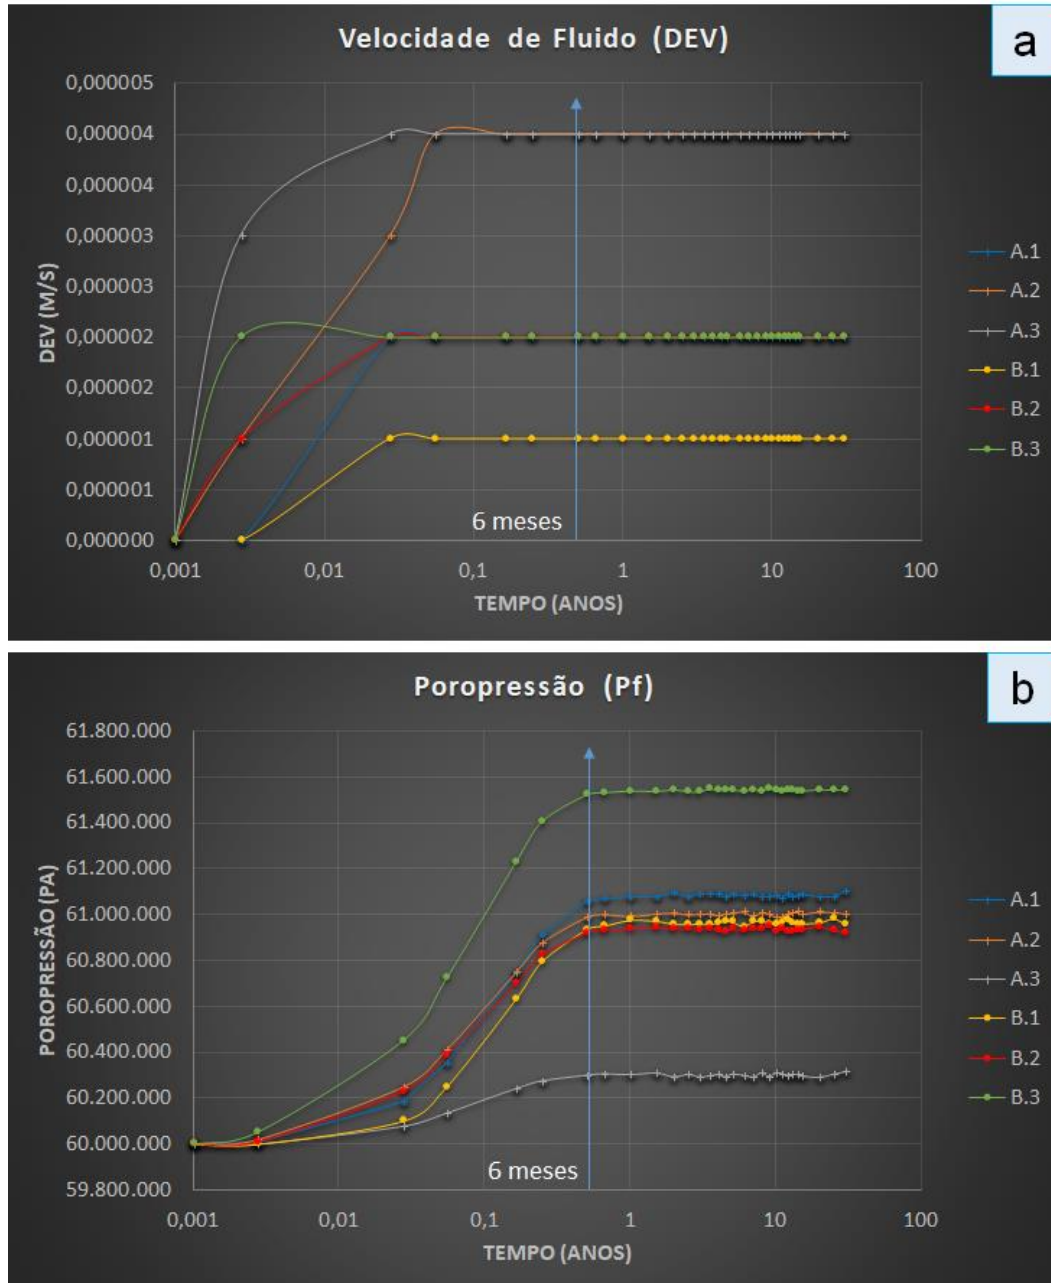 Velocidade de Fluido (DEV)
a
0,000005
0,000004
0,000004
0,000003
0,000003
0,000002
0,000002
0,000001
0,000001
0,000000
DEV (M/S)
6 meses
0,001
0,01
0,1
1
10
100
TEMPO (ANOS)
A.1
A.2
A.3
B.1
B.2
B.3
Poropressão (Pf)
b
61.800.000
61.600.000
61.400.000
61.200.000
61.000.000
60.800.000
60.600.000
60.400.000
60.200.000
60.000.000
59.800.000
POROPRESSÃO (PA)
6 meses
0,001
0,01
0,1
1
10
100
TEMPO (ANOS)
A.1
A.2
A.3
B.1
B.2
B.3